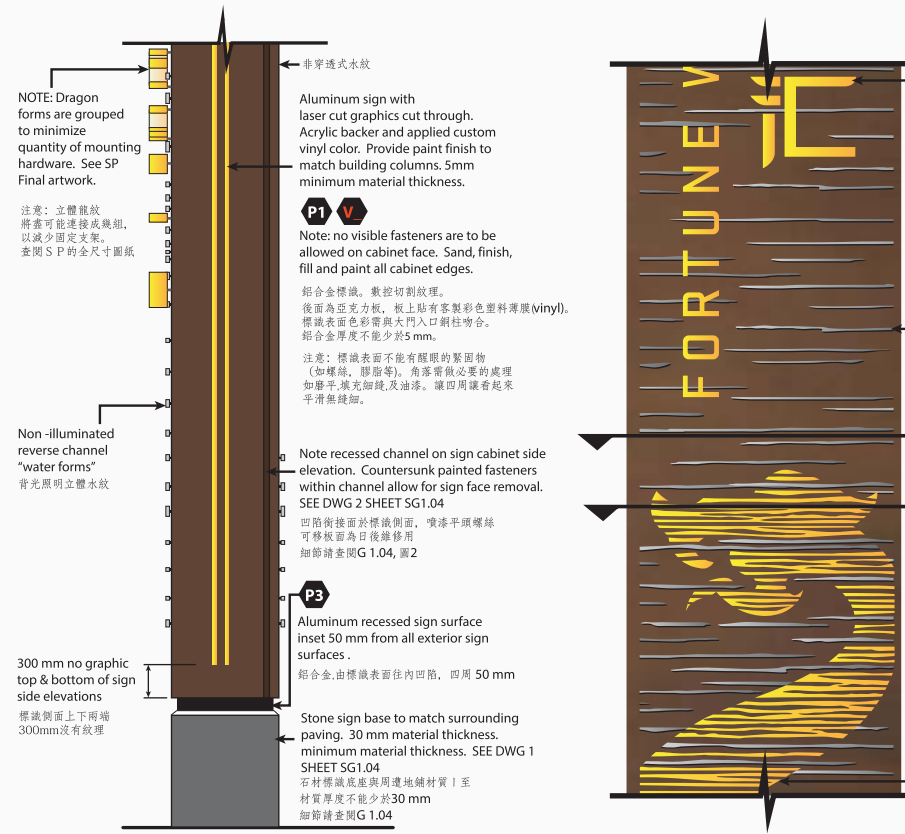 NOTE: Dragon
forms are grouped
to minimize
quantity of mounting
hardware. See SP
Final artwork.
注意：立體龍紋
將盡可能連接成幾組，
以減少固定支架。
查閱SP的全尺寸圖紙
Non -illuminated
reverse channel
“water forms”
背光照明立體水紋
300 mm no graphic
top & bottom of sign
side elevations
標識側面上下兩端
300mm沒有紋理
非穿透式水紋
Aluminum sign with
laser cut graphics cut through.
Acrylic backer and applied custom
vinyl color. Provide paint finish to
match building columns. 5mm
minimum material thickness.
P1 V_
Note: no visible fasteners are to be
allowed on cabinet face. Sand, finish,
fill and paint all cabinet edges.
鋁合金標識。數控切割紋理。
後面為亞克力板，板上貼有客製彩色塑料薄膜(vinyl)。
標識表面色彩需與大門入口銅柱吻合。
鋁合金厚度不能少於5 mm。
注意：標識表面不能有醒眼的緊固物
（如螺絲，膠脂等)。角落需做必要的處理
如磨平,填充細縫,及油漆。讓四周讓看起來
平滑無縫細。
Note recessed channel on sign cabinet side
elevation. Countersunk painted fasteners
within channel allow for sign face removal.
SEE DWG 2 SHEET SG1.04
凹陷銜接面於標識側面，噴漆平頭螺絲
可移板面為日後維修用
細節請查閱G 1.04, 圖2
P3
Aluminum recessed sign surface
inset 50 mm from all exterior sign
surfaces .
鋁合金,由標識表面往內凹陷，四周 50 mm
Stone sign base to match surrounding
paving. 30 mm material thickness.
minimum material thickness. SEE DWG 1
SHEET SG1.04
石材標識底座與周遭地鋪材質｜至
材質厚度不能少於30 mm
細節請查閱G 1.04
FORTUNE V